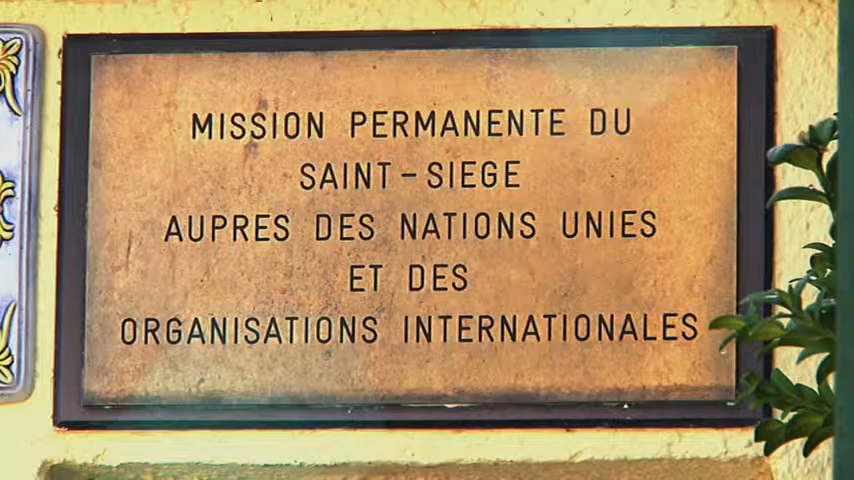 MISSION PERMANENTE DU
SAINT-SIEGE
AUPRES DES NATIONS UNIES
ET DES
ORGANISATIONS INTERNATIONALES